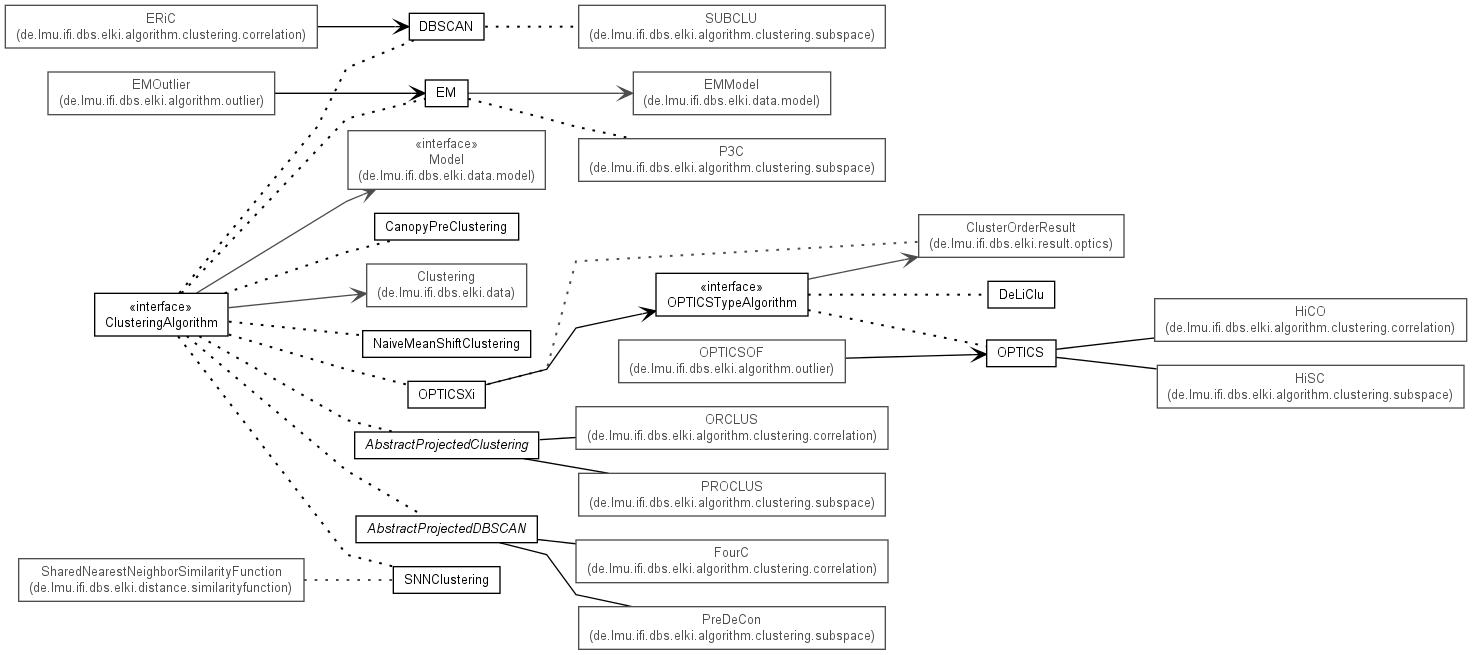 ERiC
(de.lmu.ifi.dbs.elki.algorithm.clustering.correlation)
DBSCAN
SUBCLU
(de.lmu.ifi.dbs.elki.algorithm.clustering.subspace)
EMOutlier
(de.lmu.ifi.dbs.elki.algorithm.outlier)
EM
EMModel
(de.lmu.ifi.dbs.elki.data.model)
«interface»
Model
(de.lmu.ifi.dbs.elki.data.model)
P3C
(de.lmu.ifi.dbs.elki.algorithm.clustering.subspace)
CanopyPreClustering
ClusterOrderResult
(de.lmu.ifi.dbs.elki.result.optics)
Clustering
(de.lmu.ifi.dbs.elki.data)
«interface»
OPTICSTypeAlgorithm
DeLiClu
«interface»
ClusteringAlgorithm
HiCO
(de.lmu.ifi.dbs.elki.algorithm.clustering.correlation)
NaiveMeanShiftClustering
OPTICSOF
(de.lmu.ifi.dbs.elki.algorithm.outlier)
OPTICS
HiSC
(de.lmu.ifi.dbs.elki.algorithm.clustering.subspace)
OPTICSXi
ORCLUS
(de.lmu.ifi.dbs.elki.algorithm.clustering.correlation)
AbstractProjectedClustering
PROCLUS
(de.lmu.ifi.dbs.elki.algorithm.clustering.subspace)
AbstractProjectedDBSCAN
FourC
(de.lmu.ifi.dbs.elki.algorithm.clustering.correlation)
SharedNearestNeighborSimilarityFunction
(de.lmu.ifi.dbs.elki.distance.similarityfunction)
SNNClustering
PreDeCon
(de.lmu.ifi.dbs.elki.algorithm.clustering.subspace)